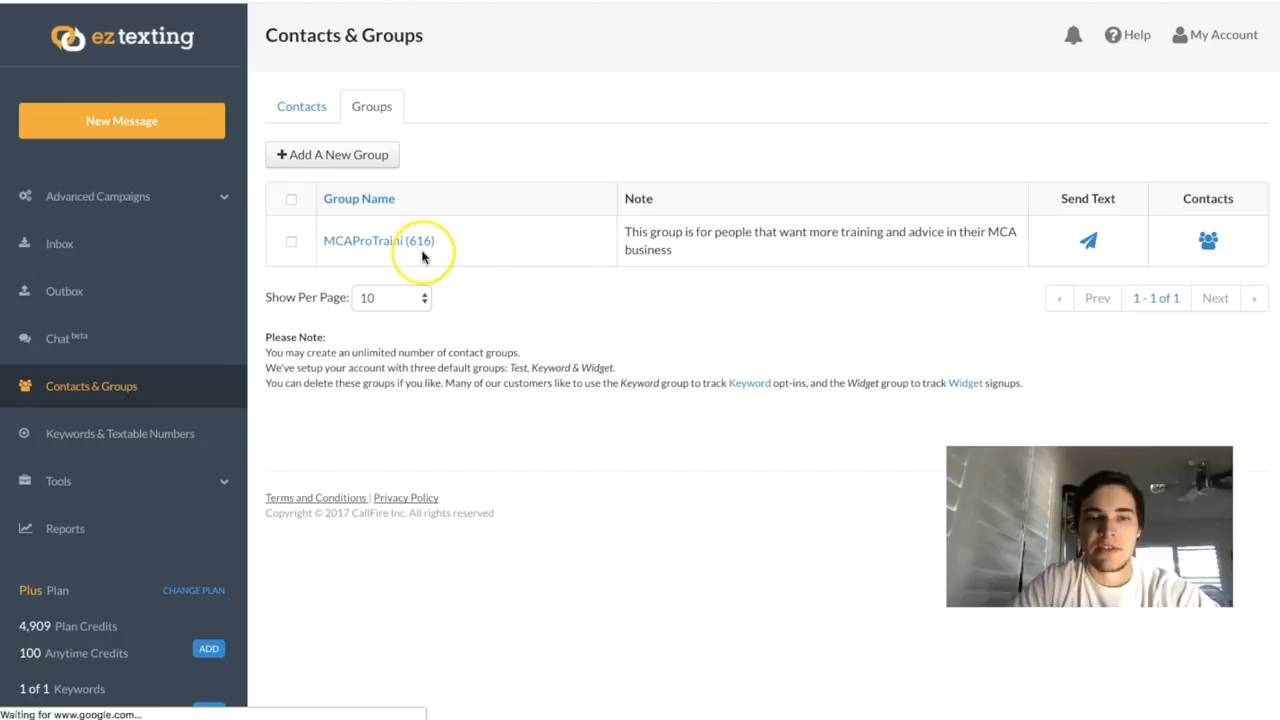 ez texting
Contacts & Groups
Help
My Account
New Message
Contacts
Groups
+ Add A New Group
Group Name
Note
Send Text
Contacts
MCAProTraini (616)
This group is for people that want more training and advice in their MCA
business
Show Per Page: 10
« Prev 1 - 1 of 1 Next »
Please Note:
You may create an unlimited number of contact groups.
We've setup your account with three default groups: Test, Keyword & Widget.
You can delete these groups if you like. Many of our customers like to use the Keyword group to track Keyword opt-ins, and the Widget group to track Widget signups.
Terms and Conditions | Privacy Policy
Copyright © 2017 CallFire Inc. All rights reserved
Advanced Campaigns
Inbox
Outbox
Chat beta
Contacts & Groups
Keywords & Textable Numbers
Tools
Reports
Plus Plan
CHANGE PLAN
4,909 Plan Credits
100 Anytime Credits
ADD
1 of 1 Keywords
Waiting for www.google.com...